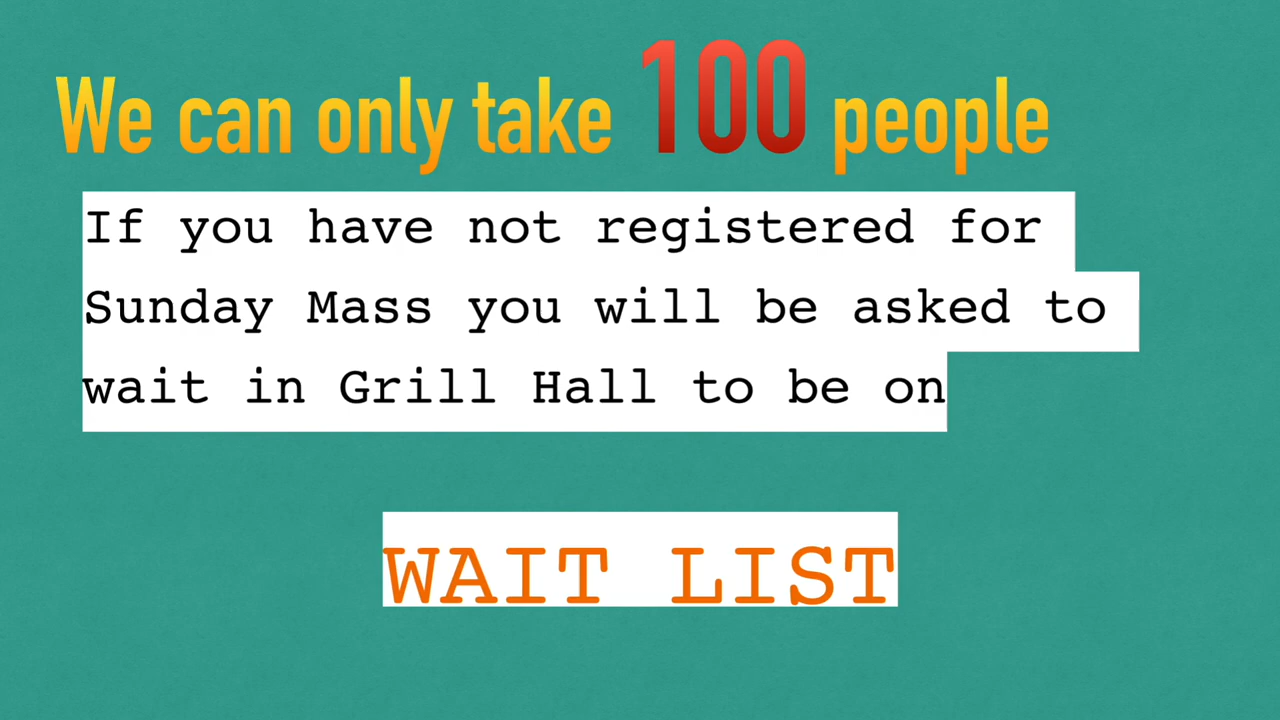 We can only take 100 people
If you have not registered for
Sunday Mass you will be asked to
wait in Grill Hall to be on
WAIT LIST